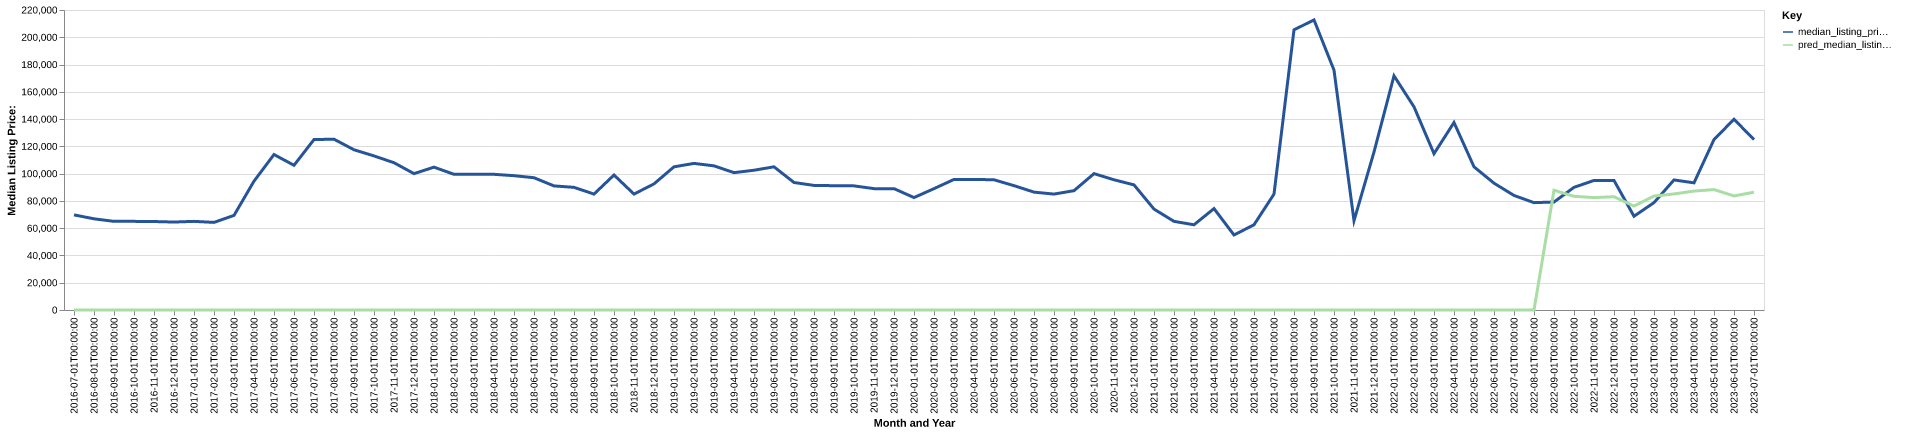 220,000
200,000
180,000
160,000
140,000
120,000
100,000
80,000
60,000
40,000
20,000
0
Median Listing Price:
2016-07-01T00:00:00
2016-08-01T00:00:00
2016-09-01T00:00:00
2016-10-01T00:00:00
2016-11-01T00:00:00
2016-12-01T00:00:00
2017-01-01T00:00:00
2017-02-01T00:00:00
2017-03-01T00:00:00
2017-04-01T00:00:00
2017-05-01T00:00:00
2017-06-01T00:00:00
2017-07-01T00:00:00
2017-08-01T00:00:00
2017-09-01T00:00:00
2017-10-01T00:00:00
2017-11-01T00:00:00
2017-12-01T00:00:00
2018-01-01T00:00:00
2018-02-01T00:00:00
2018-03-01T00:00:00
2018-04-01T00:00:00
2018-05-01T00:00:00
2018-06-01T00:00:00
2018-07-01T00:00:00
2018-08-01T00:00:00
2018-09-01T00:00:00
2018-10-01T00:00:00
2018-11-01T00:00:00
2018-12-01T00:00:00
2019-01-01T00:00:00
2019-02-01T00:00:00
2019-03-01T00:00:00
2019-04-01T00:00:00
2019-05-01T00:00:00
2019-06-01T00:00:00
2019-07-01T00:00:00
2019-08-01T00:00:00
2019-09-01T00:00:00
2019-10-01T00:00:00
2019-11-01T00:00:00
2019-12-01T00:00:00
2020-01-01T00:00:00
2020-02-01T00:00:00
2020-03-01T00:00:00
2020-04-01T00:00:00
2020-05-01T00:00:00
2020-06-01T00:00:00
2020-07-01T00:00:00
2020-08-01T00:00:00
2020-09-01T00:00:00
2020-10-01T00:00:00
2020-11-01T00:00:00
2020-12-01T00:00:00
2021-01-01T00:00:00
2021-02-01T00:00:00
2021-03-01T00:00:00
2021-04-01T00:00:00
2021-05-01T00:00:00
2021-06-01T00:00:00
2021-07-01T00:00:00
2021-08-01T00:00:00
2021-09-01T00:00:00
2021-10-01T00:00:00
2021-11-01T00:00:00
2021-12-01T00:00:00
2022-01-01T00:00:00
2022-02-01T00:00:00
2022-03-01T00:00:00
2022-04-01T00:00:00
2022-05-01T00:00:00
2022-06-01T00:00:00
2022-07-01T00:00:00
2022-08-01T00:00:00
2022-09-01T00:00:00
2022-10-01T00:00:00
2022-11-01T00:00:00
2022-12-01T00:00:00
2023-01-01T00:00:00
2023-02-01T00:00:00
2023-03-01T00:00:00
2023-04-01T00:00:00
2023-05-01T00:00:00
2023-06-01T00:00:00
2023-07-01T00:00:00
Month and Year
Key
median_listing_pri…
pred_median_listin…